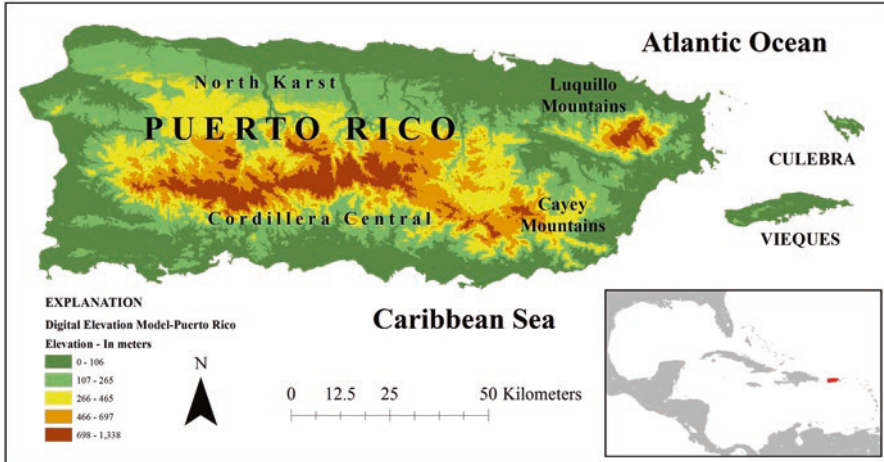 Atlantic Ocean
North Karst
Luquillo
Mountains
PUERTO RICO
CULEBRA
Cordillera Central
Cayey
Mountains
VIEQUES
EXPLANATION
Digital Elevation Model-Puerto Rico
Elevation - In meters
0 - 106
107 - 265
266 - 465
466 - 697
698 - 1,338
N
Caribbean Sea
0 12.5 25 50 Kilometers